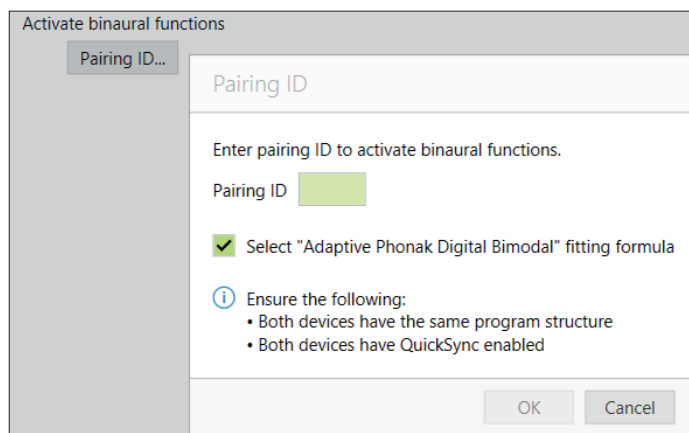 Activate binaural functions
Pairing ID...
Pairing ID
Enter pairing ID to activate binaural functions.
Pairing ID
Select "Adaptive Phonak Digital Bimodal" fitting formula
Ensure the following:
• Both devices have the same program structure
• Both devices have QuickSync enabled
OK Cancel